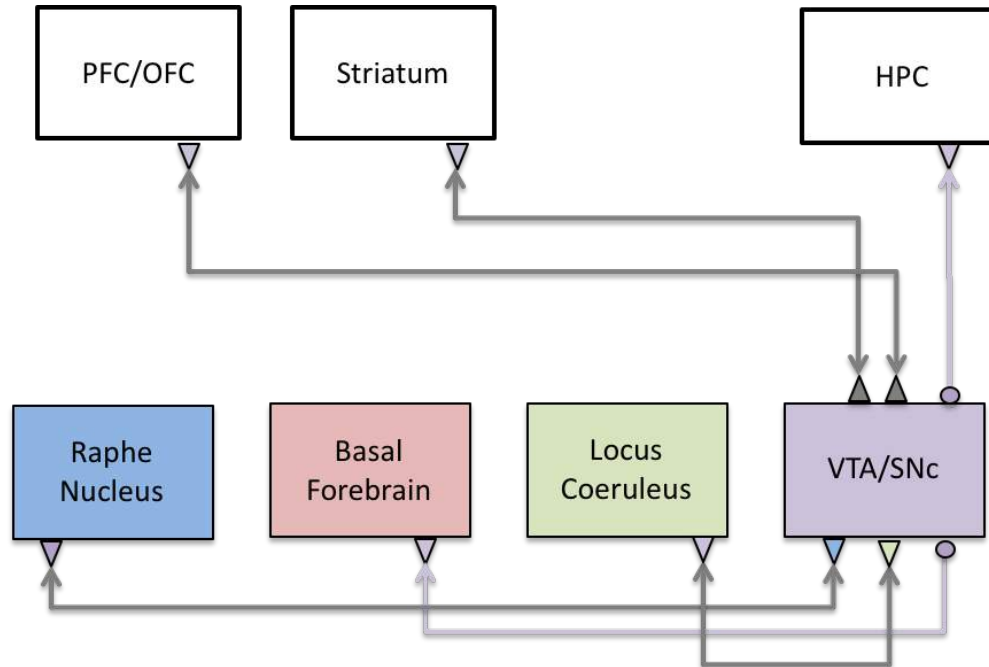 PFC/OFC
Striatum
HPC
Raphe
Nucleus
Basal
Forebrain
Locus
Coeruleus
VTA/SNc